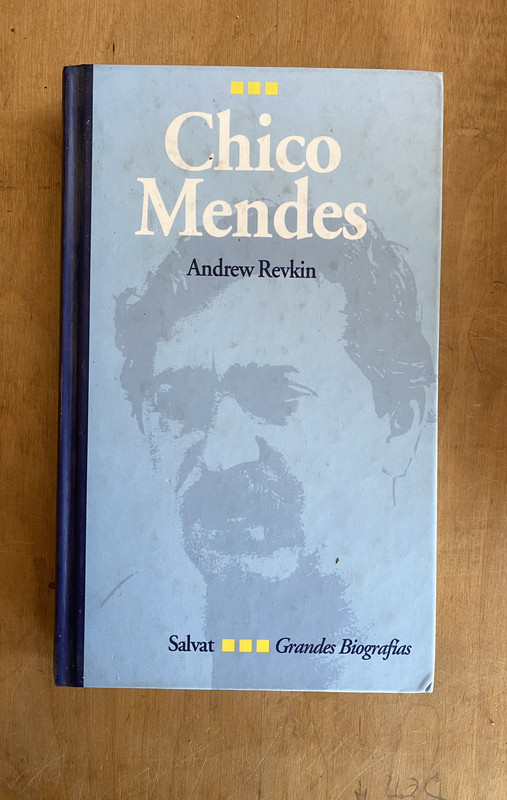 Chico
Mendes
Andrew Revkin
Salvat Grandes Biografías